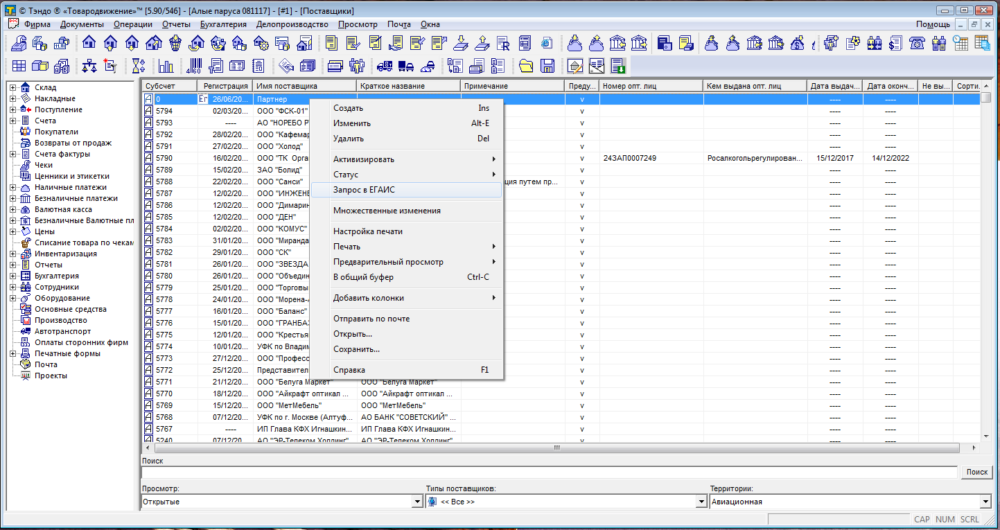 © Тэндо ® «Товародвижение»™ [5.90/546] - [Алые паруса 081117] - [#1] - [Поставщики]
Фирма Документы Операции Отчеты Бухгалтерия Делопроизводство Просмотр Почта Окна Помощь
Склад
Накладные
Поступление
Счета
Покупатели
Возвраты от продаж
Счета фактуры
Чеки
Ценники и этикетки
Наличные платежи
Безналичные платежи
Валютная касса
Безналичные Валютные пл
Цены
Списание товара по чекам
Инвентаризация
Отчеты
Бухгалтерия
Сотрудники
Оборудование
Основные средства
Производство
Автотранспорт
Оплаты сторонних фирм
Печатные формы
Почта
Проекты
Субсчет Регистрация Имя поставщика Краткое название Примечание Преду... Номер опт. лиц Кем выдана опт. лиц Дата выдач... Дата оконч... Не вы... Сорти.
А 0 Ег 26/06/20... Партнер v ---- ----
А 5794 02/03/20... ООО "ФСК-01" v ---- ----
А 5793 ---- АО "НОРЕБО Р v ---- ----
А 5792 28/02/20... ООО "Кафемар v ---- ----
А 5791 27/02/20... ООО "Холод" v ---- ----
А 5790 16/02/20... ООО "ТК Орга v 24ЗАП0007249 Росалкогольрегулирован... 15/12/2017 14/12/2022
А 5789 15/02/20... ЗАО "Болид" v ---- ----
А 5788 22/02/20... ООО "Санси" ция путем пр... v ---- ----
А 5787 12/02/20... ООО "ИНЖЕНЕ v ---- ----
А 5786 12/02/20... ООО "Димарин v ---- ----
А 5785 12/02/20... ООО "ДЕН" v ---- ----
А 5784 02/02/20... ООО "КОМУС" v ---- ----
А 5783 31/01/20... ООО "Миранда v ---- ----
А 5782 29/01/20... ООО "СК" v ---- ----
А 5781 26/01/20... ООО "ЗВЕЗДА v ---- ----
А 5780 26/01/20... ООО "Объедин v ---- ----
А 5779 25/01/20... ООО "Торговы v ---- ----
А 5778 24/01/20... ООО "Морена-А v ---- ----
А 5777 16/01/20... ООО "Баланс" v ---- ----
А 5776 15/01/20... ООО "ГРАНБАЗ v ---- ----
А 5775 12/01/20... ООО "Крестья v ---- ----
А 5774 10/01/20... УФК по Владим v ---- ----
А 5773 27/12/20... ООО "Професс v ---- ----
А 5772 25/12/20... Представител v ---- ----
А 5771 21/12/20... ООО "Белуга Маркет" ООО "Белуга Маркет" v ---- ----
А 5770 18/12/20... ООО "Айкрафт оптикал ... ООО "Айкрафт оптикал ... v ---- ----
А 5769 15/12/20... ООО "МетМебель" ООО "МетМебель" v ---- ----
А 5768 07/12/20... УФК по г. Москве (Алтуф... АО БАНК "СОВЕТСКИЙ" ... v ---- ----
А 5767 ---- ИП Глава КФХ Игнашкин... ИП Глава КФХ Игнашкин... v ---- ----
А 5240 07/12/20... АО "ЭР-Телеком Холдинг" АО "ЭР-Телеком Холдинг" v ---- ----
Создать Ins
Изменить Alt-E
Удалить Del
Активизировать
Статус
Запрос в ЕГАИС
Множественные изменения
Настройка печати
Печать
Предварительный просмотр
В общий буфер Ctrl-C
Добавить колонки
Отправить по почте
Открыть...
Сохранить...
Справка F1
Поиск
Поиск
Просмотр: Типы поставщиков: Территории:
Открытые << Все >> Авиационная
CAP NUM SCRL